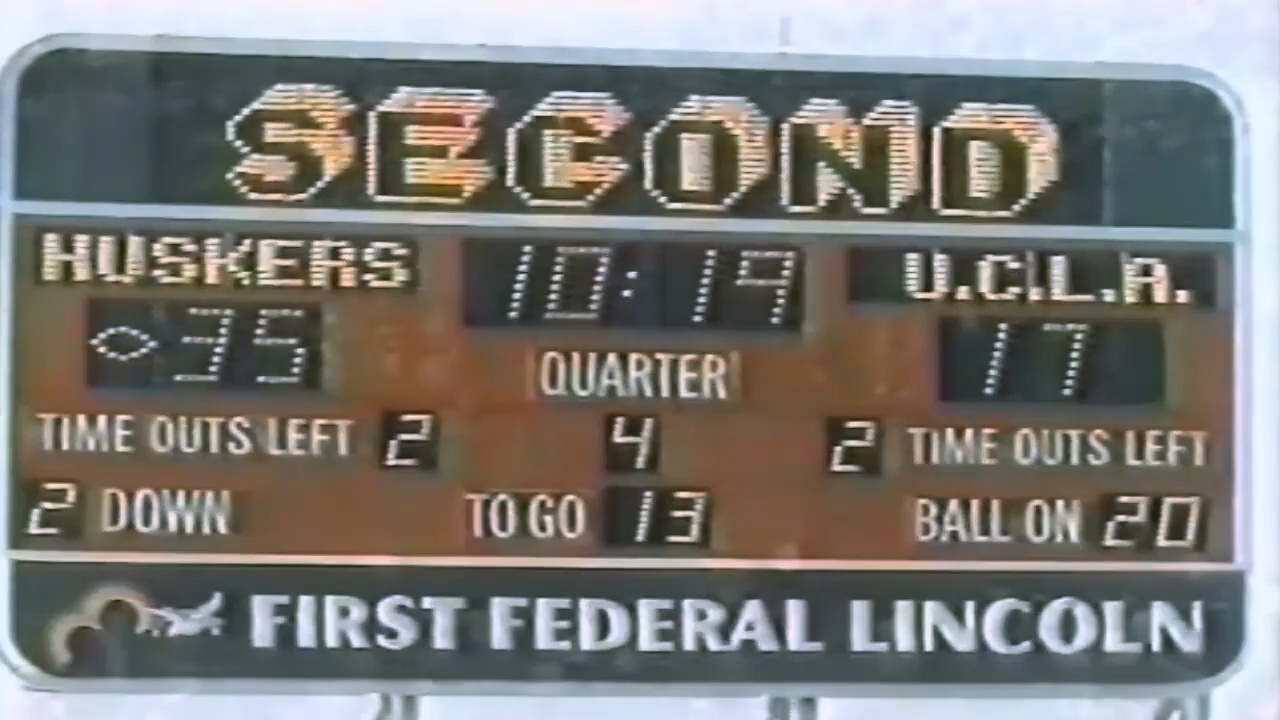 SECOND
HUSKERS 10:19 U.C.L.A.
35 QUARTER 17
TIME OUTS LEFT 2 4 2 TIME OUTS LEFT
2 DOWN TO GO 13 BALL ON 20
FIRST FEDERAL LINCOLN